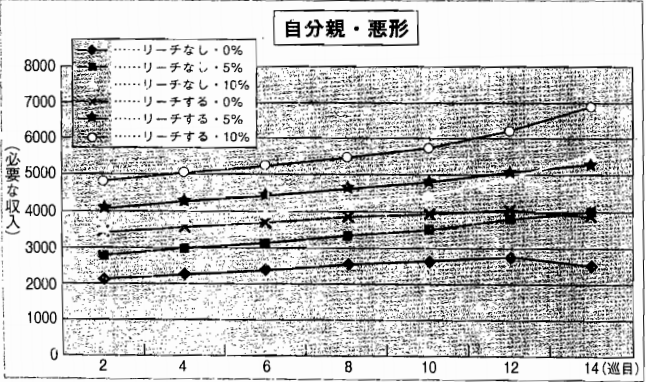 自分親・悪形
……リーチなし・0%
……リーチなし・5%
……リーチなし・10%
……リーチする・0%
……リーチする・5%
……リーチする・10%
(必要な収入)
8000
7000
6000
5000
4000
3000
2000
1000
0
2 4 6 8 10 12 14(巡目)